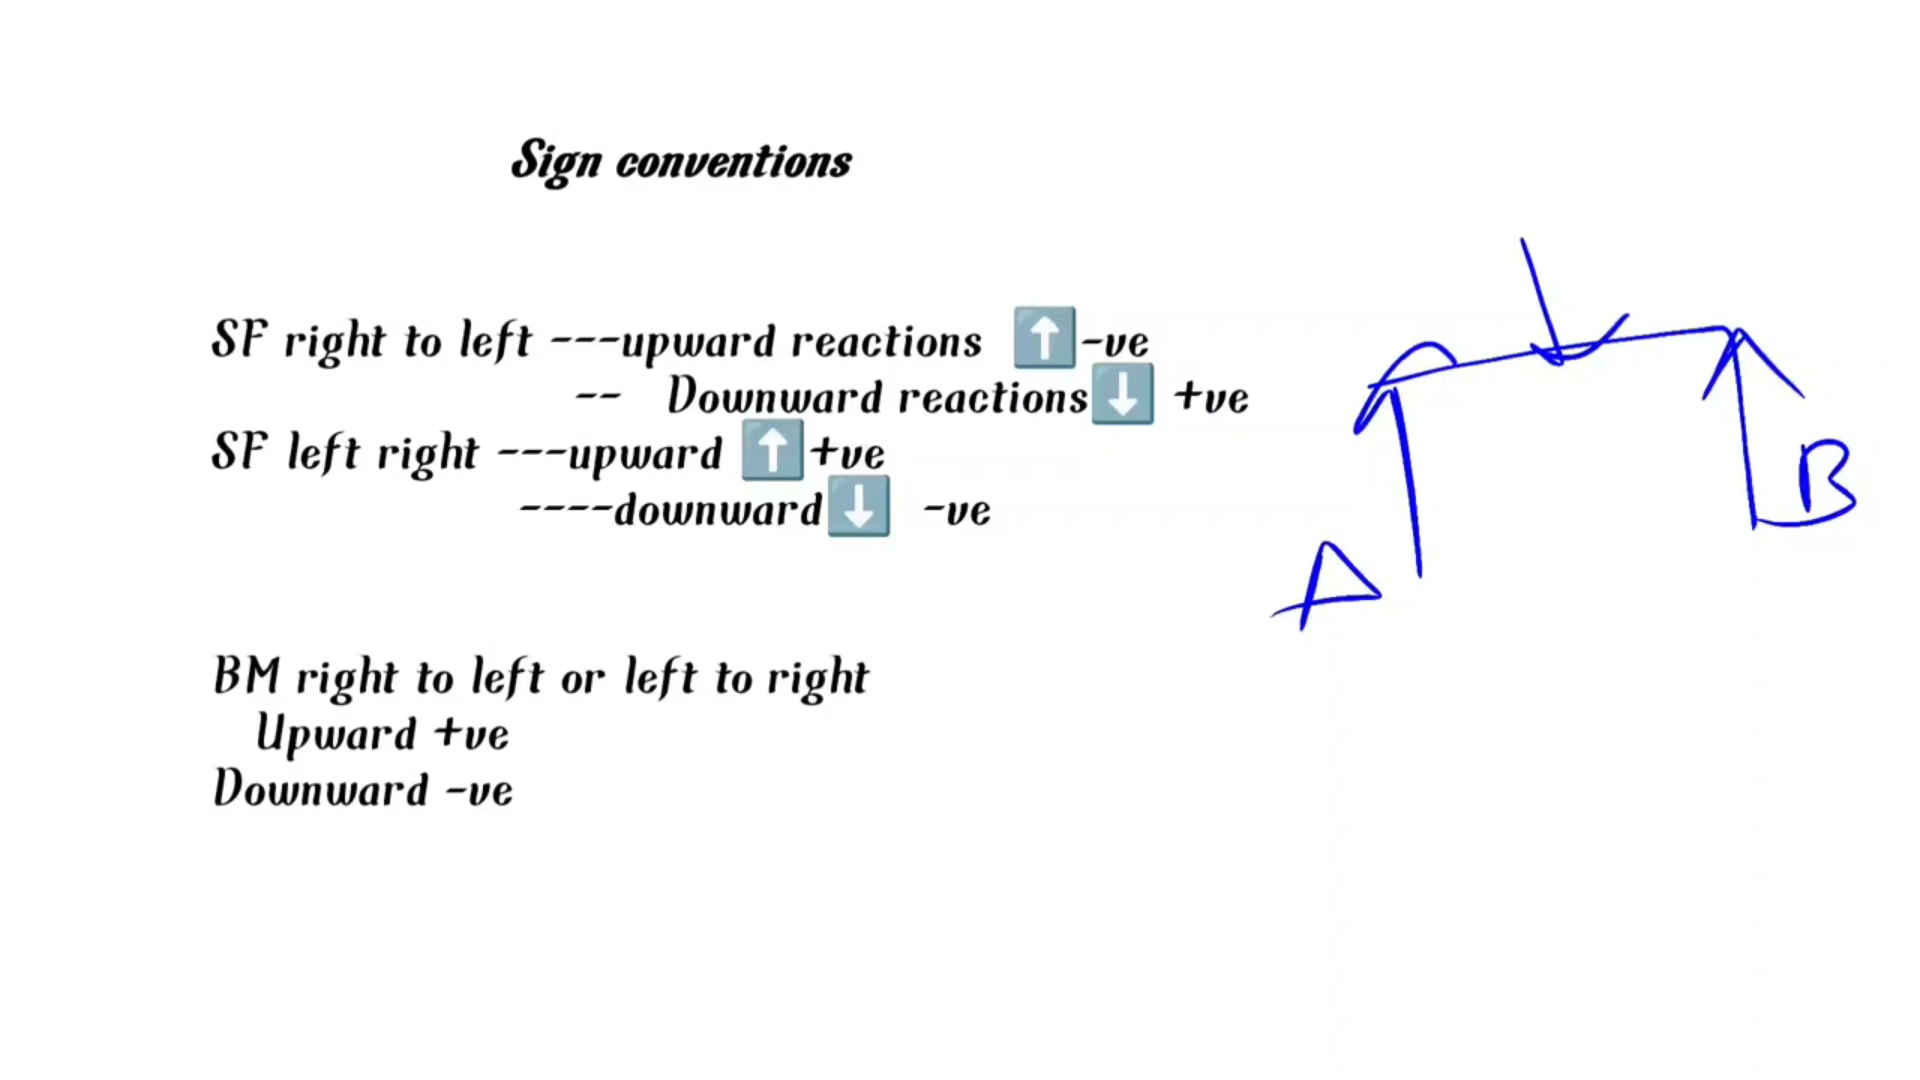 Sign conventions
SF right to left ---upward reactions ⬆️-ve
-- Downward reactions⬇️ +ve
SF left right ---upward ⬆️+ve
----downward⬇️ -ve
BM right to left or left to right
Upward +ve
Downward -ve
A
B